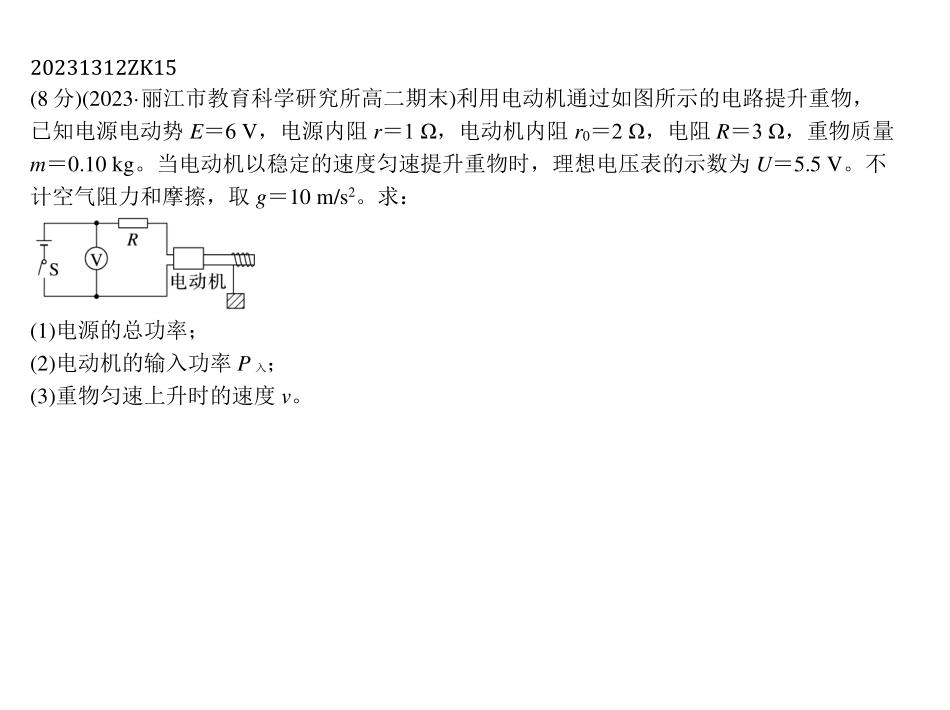 20231312ZK15
(8 分)(2023·丽江市教育科学研究所高二期末)利用电动机通过如图所示的电路提升重物,
已知电源电动势 E＝6 V，电源内阻 r＝1 Ω，电动机内阻 r₀＝2 Ω，电阻 R＝3 Ω，重物质量
m＝0.10 kg。当电动机以稳定的速度匀速提升重物时，理想电压表的示数为 U＝5.5 V。不
计空气阻力和摩擦，取 g＝10 m/s²。求：
R
V
S
电动机
(1)电源的总功率；
(2)电动机的输入功率 P 入；
(3)重物匀速上升时的速度 v。